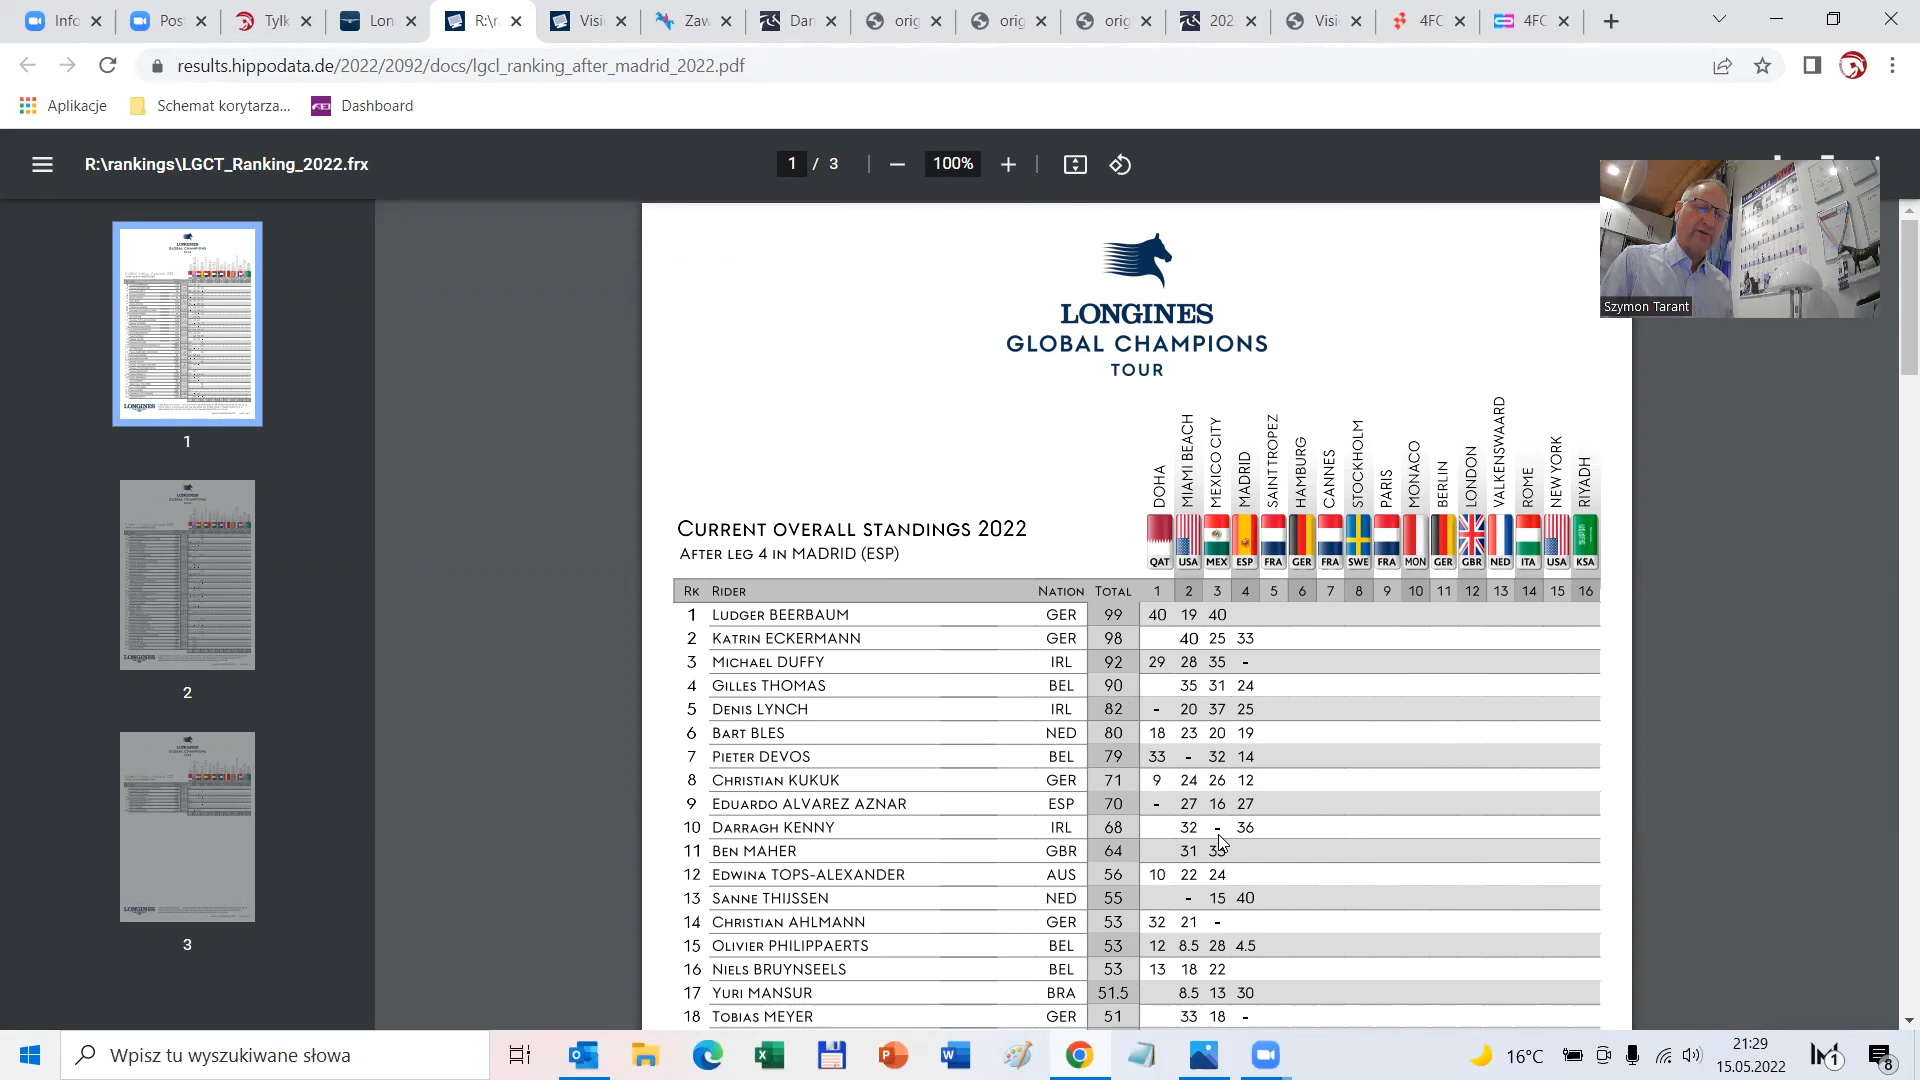 Info
Pos
Tylk
Lon
R:\r
Visi
Zaw
Dan
orig
orig
orig
202
Visi
4FC
4FC
results.hippodata.de/2022/2092/docs/lgcl_ranking_after_madrid_2022.pdf
Aplikacje
Schemat korytarza...
Dashboard
R:\rankings\LGCT_Ranking_2022.frx
1 / 3
100%
Szymon Tarant
1
2
3
LONGINES
GLOBAL CHAMPIONS
TOUR
DOHA MIAMI BEACH MEXICO CITY MADRID SAINTTROPEZ HAMBURG CANNES STOCKHOLM PARIS MONACO BERLIN LONDON VALKENSWAARD ROME NEW YORK RIYADH
CURRENT OVERALL STANDINGS 2022
AFTER LEG 4 IN MADRID (ESP)
QAT USA MEX ESP FRA GER FRA SWE FRA MON GER GBR NED ITA USA KSA
RK RIDER NATION TOTAL 1 2 3 4 5 6 7 8 9 10 11 12 13 14 15 16
1 LUDGER BEERBAUM GER 99 40 19 40
2 KATRIN ECKERMANN GER 98 40 25 33
3 MICHAEL DUFFY IRL 92 29 28 35 -
4 GILLES THOMAS BEL 90 35 31 24
5 DENIS LYNCH IRL 82 - 20 37 25
6 BART BLES NED 80 18 23 20 19
7 PIETER DEVOS BEL 79 33 - 32 14
8 CHRISTIAN KUKUK GER 71 9 24 26 12
9 EDUARDO ALVAREZ AZNAR ESP 70 - 27 16 27
10 DARRAGH KENNY IRL 68 32 - 36
11 BEN MAHER GBR 64 31 33
12 EDWINA TOPS-ALEXANDER AUS 56 10 22 24
13 SANNE THIJSSEN NED 55 - 15 40
14 CHRISTIAN AHLMANN GER 53 32 21 -
15 OLIVIER PHILIPPAERTS BEL 53 12 8.5 28 4.5
16 NIELS BRUYNSEELS BEL 53 13 18 22
17 YURI MANSUR BRA 51.5 8.5 13 30
18 TOBIAS MEYER GER 51 33 18 -
LONGINES
Wpisz tu wyszukiwane słowa
16°C
21:29
15.05.2022
1
8